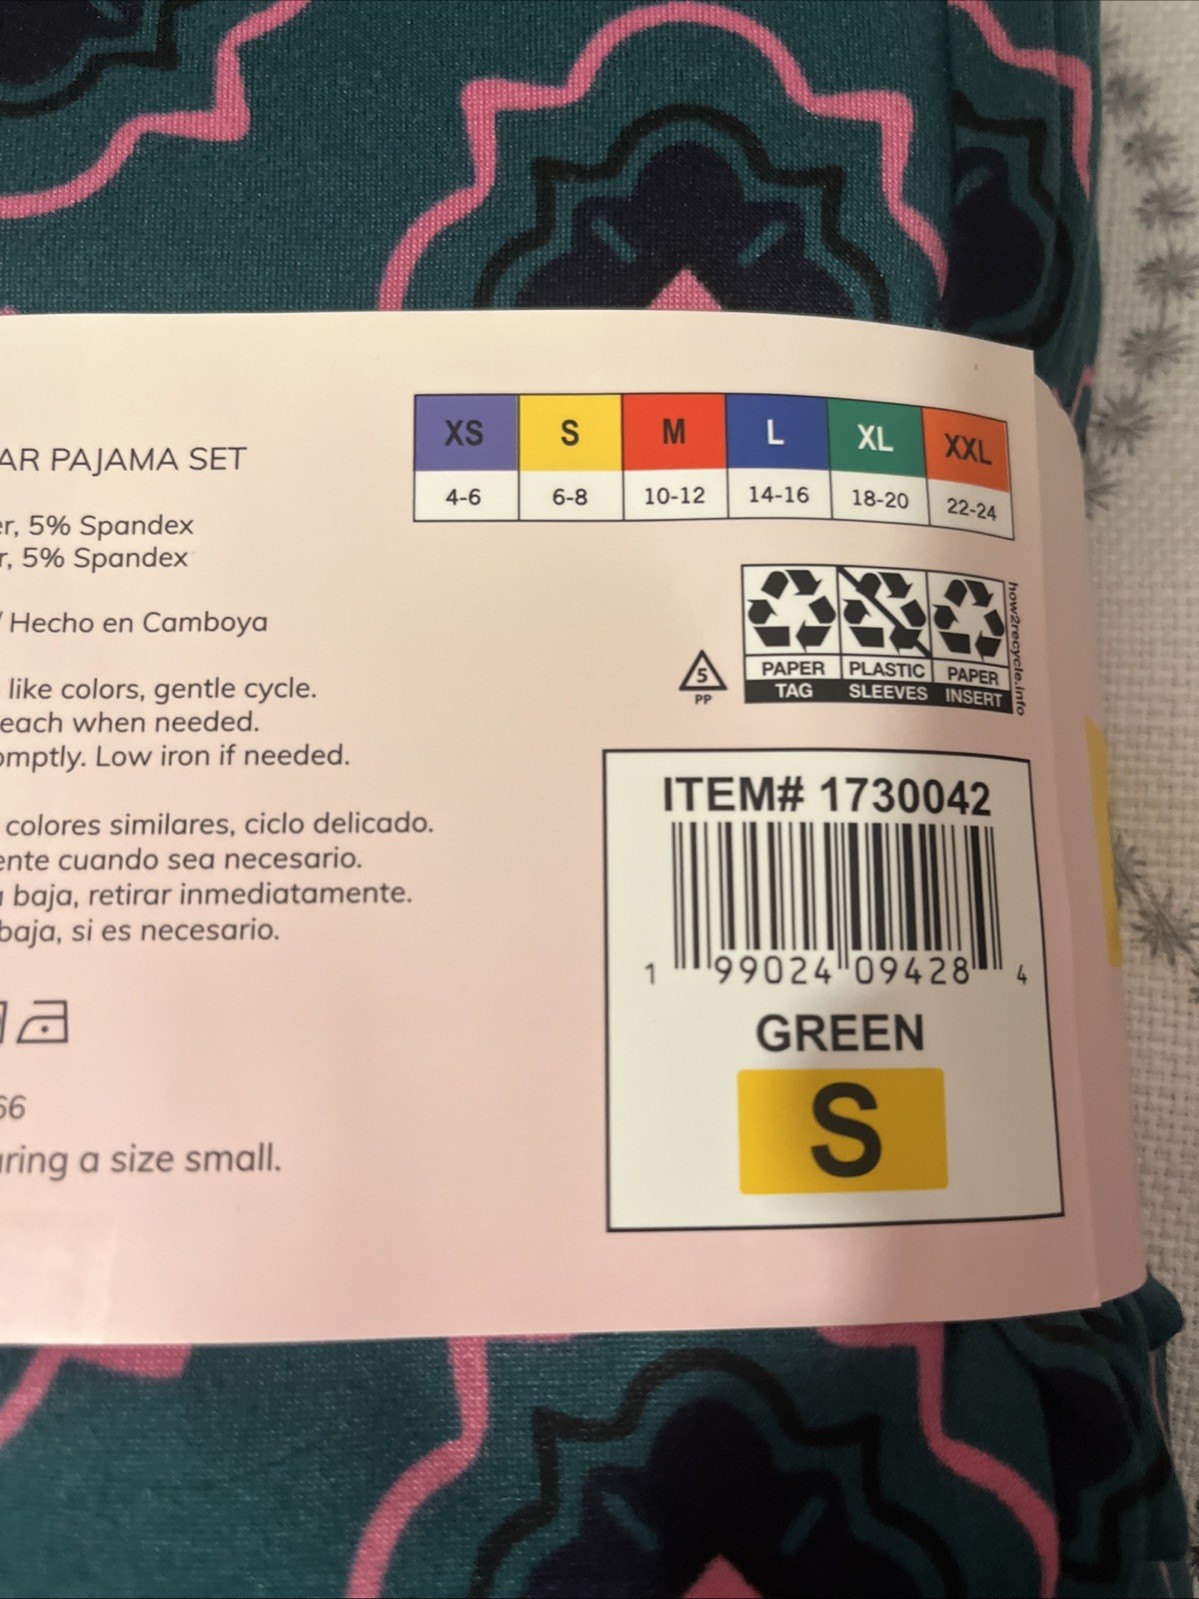 AR PAJAMA SET
er, 5% Spandex
r, 5% Spandex
/ Hecho en Camboya
like colors, gentle cycle.
each when needed.
omptly. Low iron if needed.
colores similares, ciclo delicado.
ente cuando sea necesario.
a baja, retirar inmediatamente.
baja, si es necesario.
66
aring a size small.
XS S M L XL XXL
4-6 6-8 10-12 14-16 18-20 22-24
5
PP
PAPER PLASTIC PAPER
TAG SLEEVES INSERT
how2recycle.info
ITEM# 1730042
1 99024 09428 4
GREEN
S